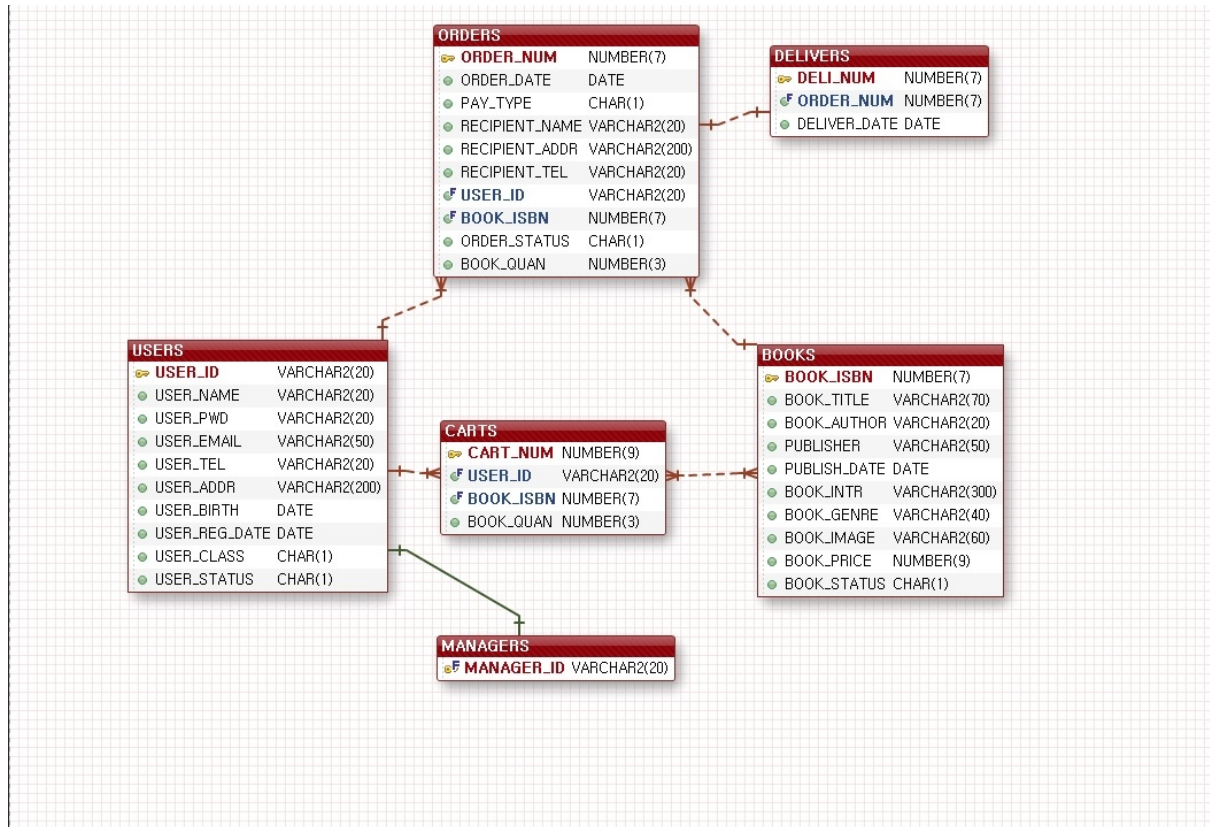 ORDERS
ORDER_NUM NUMBER(7)
ORDER_DATE DATE
PAY_TYPE CHAR(1)
RECIPIENT_NAME VARCHAR2(20)
RECIPIENT_ADDR VARCHAR2(200)
RECIPIENT_TEL VARCHAR2(20)
F USER_ID VARCHAR2(20)
F BOOK_ISBN NUMBER(7)
ORDER_STATUS CHAR(1)
BOOK_QUAN NUMBER(3)
DELIVERS
DELI_NUM NUMBER(7)
F ORDER_NUM NUMBER(7)
DELIVER_DATE DATE
USERS
USER_ID VARCHAR2(20)
USER_NAME VARCHAR2(20)
USER_PWD VARCHAR2(20)
USER_EMAIL VARCHAR2(50)
USER_TEL VARCHAR2(20)
USER_ADDR VARCHAR2(200)
USER_BIRTH DATE
USER_REG_DATE DATE
USER_CLASS CHAR(1)
USER_STATUS CHAR(1)
CARTS
CART_NUM NUMBER(9)
F USER_ID VARCHAR2(20)
F BOOK_ISBN NUMBER(7)
BOOK_QUAN NUMBER(3)
BOOKS
BOOK_ISBN NUMBER(7)
BOOK_TITLE VARCHAR2(70)
BOOK_AUTHOR VARCHAR2(20)
PUBLISHER VARCHAR2(50)
PUBLISH_DATE DATE
BOOK_INTR VARCHAR2(300)
BOOK_GENRE VARCHAR2(40)
BOOK_IMAGE VARCHAR2(60)
BOOK_PRICE NUMBER(9)
BOOK_STATUS CHAR(1)
MANAGERS
F MANAGER_ID VARCHAR2(20)